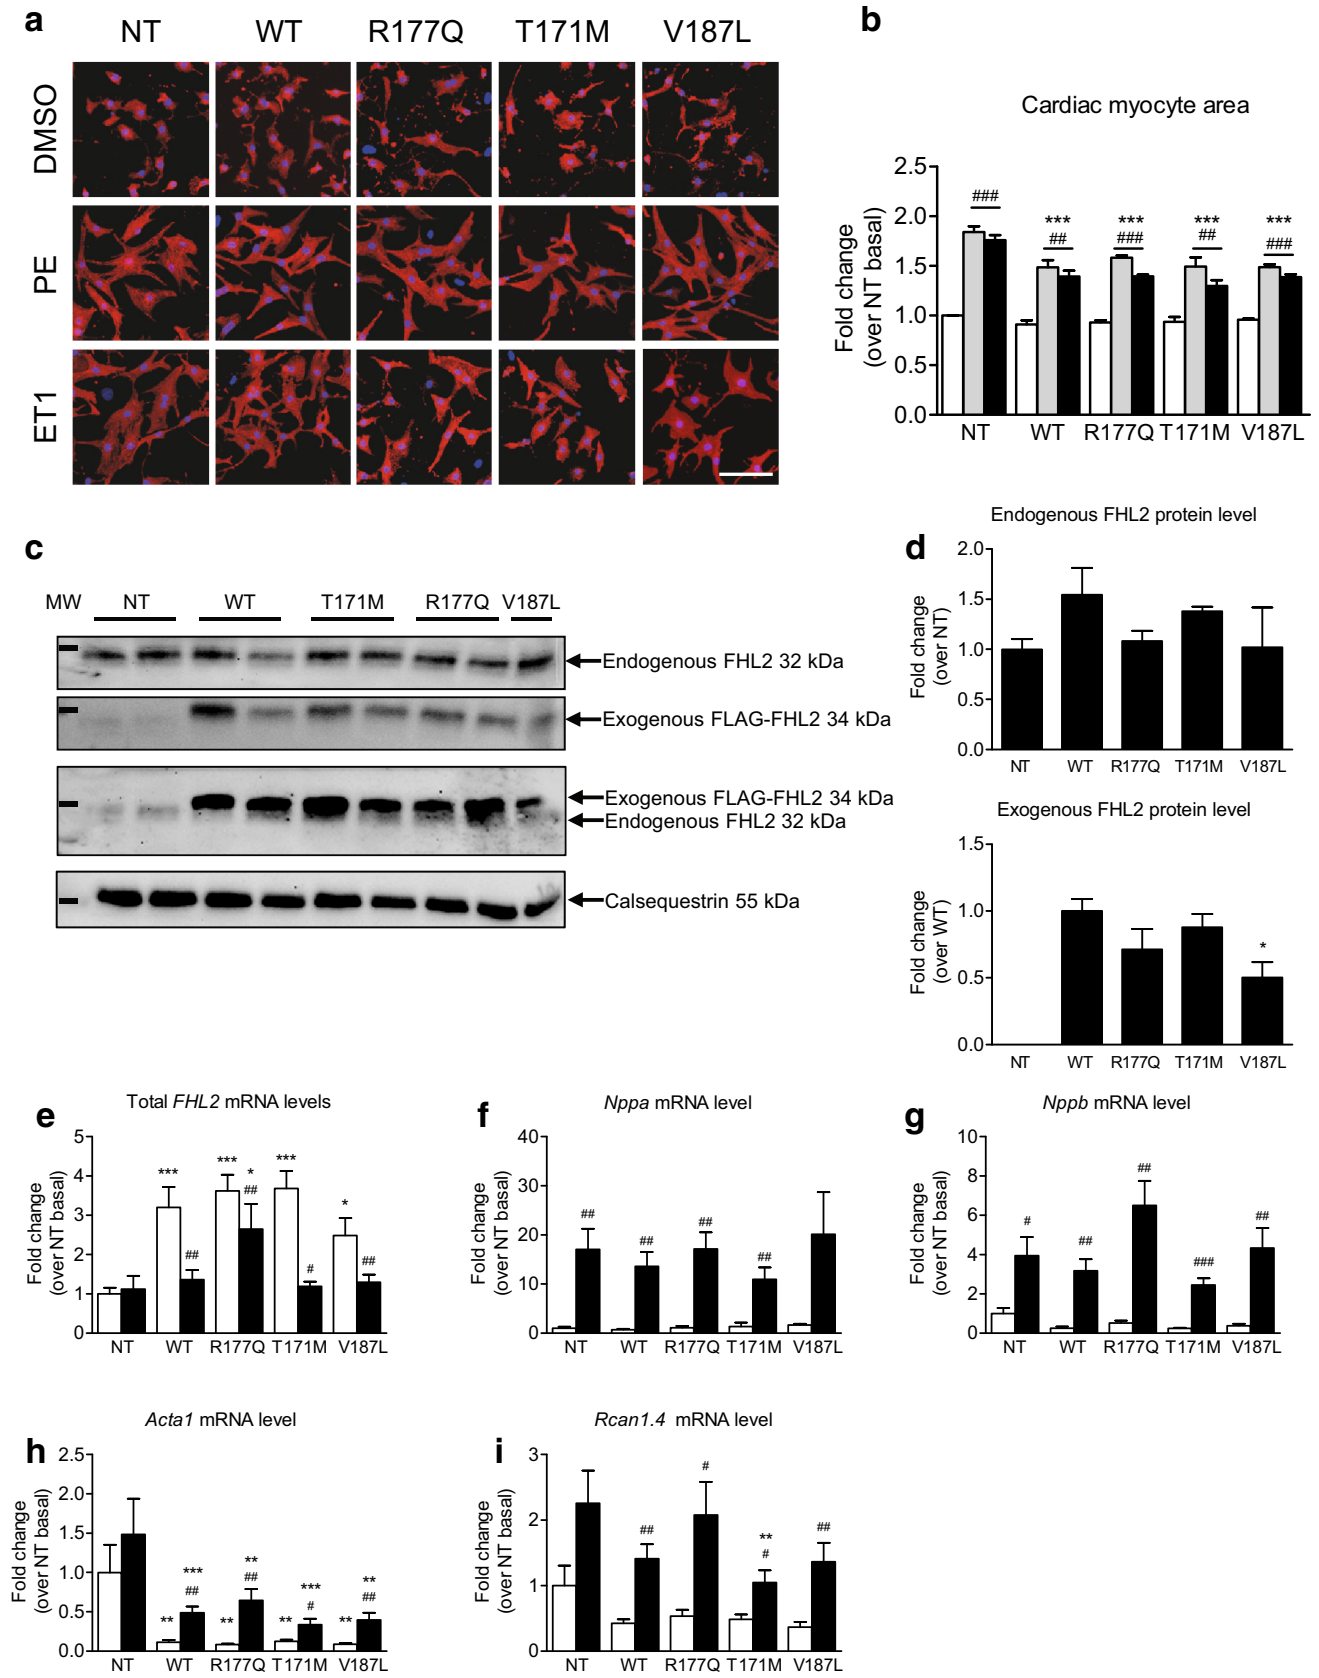 a
NT WT R177Q T171M V187L
DMSO
PE
ET1
b
Cardiac myocyte area
Fold change
(over NT basal)
2.5
2.0
1.5
1.0
0.5
0.0
###
***
##
***
###
***
##
***
###
NT WT R177Q T171M V187L
c
MW NT WT T171M R177Q V187L
Endogenous FHL2 32 kDa
Exogenous FLAG-FHL2 34 kDa
Exogenous FLAG-FHL2 34 kDa
Endogenous FHL2 32 kDa
Calsequestrin 55 kDa
d
Endogenous FHL2 protein level
Fold change
(over NT)
2.0
1.5
1.0
0.5
0.0
NT WT R177Q T171M V187L
Exogenous FHL2 protein level
Fold change
(over WT)
1.5
1.0
0.5
0.0
*
NT WT R177Q T171M V187L
e
Total FHL2 mRNA levels
Fold change
(over NT basal)
5
4
3
2
1
0
***
##
***
*
##
***
#
*
##
NT WT R177Q T171M V187L
f
Nppa mRNA level
Fold change
(over NT basal)
40
30
20
10
0
##
##
##
##
NT WT R177Q T171M V187L
g
Nppb mRNA level
Fold change
(over NT basal)
10
8
6
4
2
0
#
##
##
###
##
NT WT R177Q T171M V187L
h
Acta1 mRNA level
Fold change
(over NT basal)
2.5
2.0
1.5
1.0
0.5
0.0
**
***
##
**
**
##
**
***
#
**
**
##
NT WT R177Q T171M V187L
i
Rcan1.4 mRNA level
Fold change
(over NT basal)
3
2
1
0
##
#
**
#
##
NT WT R177Q T171M V187L